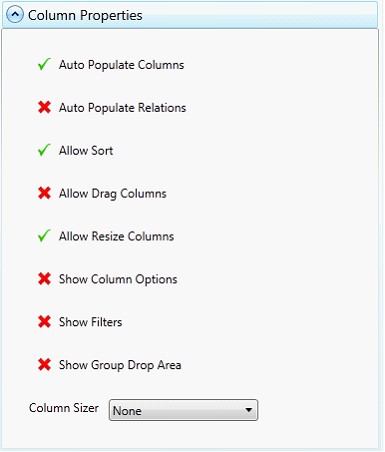 Column Properties
Auto Populate Columns
Auto Populate Relations
Allow Sort
Allow Drag Columns
Allow Resize Columns
Show Column Options
Show Filters
Show Group Drop Area
Column Sizer None